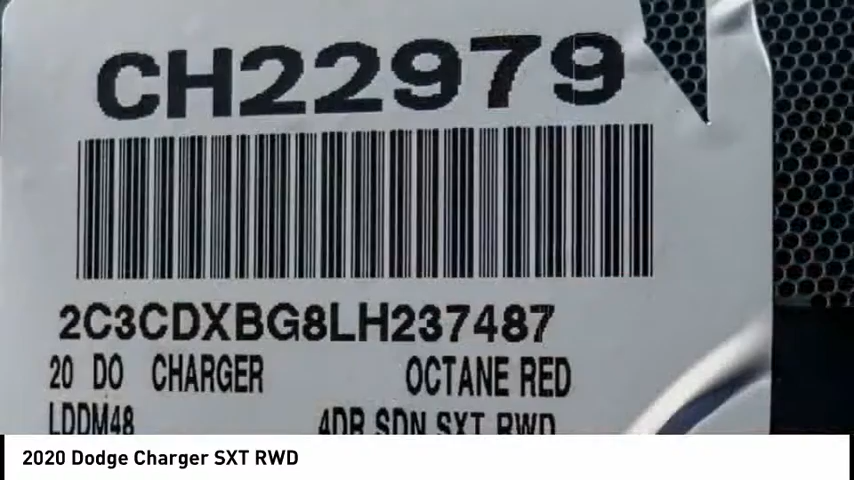 CH22979
2C3CDXBG8LH237487
20 DO CHARGER OCTANE RED
LDDM48 4DR SDN SXT RWD
2020 Dodge Charger SXT RWD